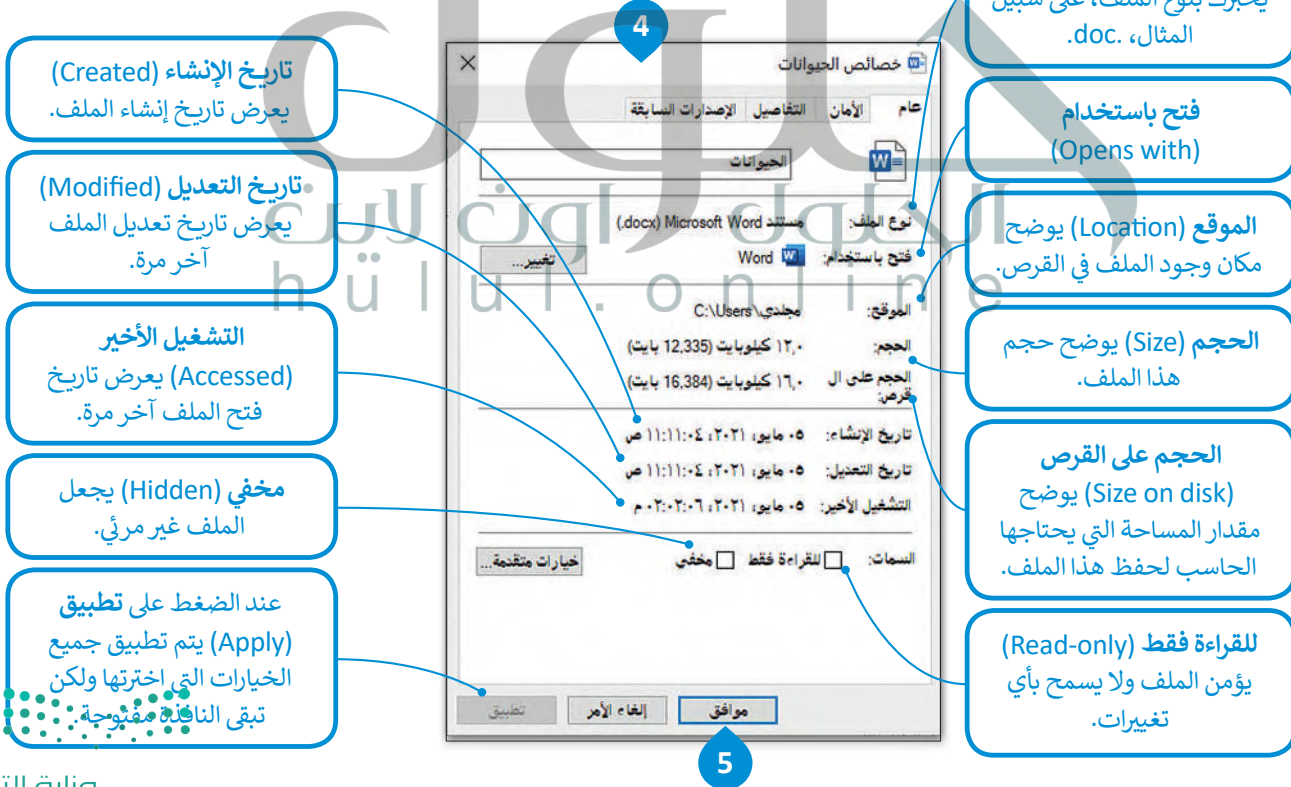 يخبرك بنوع الملف، على سبيل
المثال، .doc.
4
خصائص الحيوانات
عام الأمان التفاصيل الإصدارات السابقة
الحيوانات
نوع الملف: مستند Microsoft Word (.docx)
فتح باستخدام: Word تغيير...
الموقع: C:\Users\مجلدي
الحجم: ١٢,٠ كيلوبايت (12,335 بايت)
الحجم على ال
قرص: ١٦,٠ كيلوبايت (16,384 بايت)
تاريخ الإنشاء: ٠٥ مايو، ٢٠٢١، ١١:١١:٠٤ ص
تاريخ التعديل: ٠٥ مايو، ٢٠٢١، ١١:١١:٠٤ ص
التشغيل الأخير: ٠٥ مايو، ٢٠٢١، ٠٢:٠٢:٠٦ م
السمات: للقراءة فقط مخفي خيارات متقدمة...
موافق إلغاء الأمر تطبيق
5
فتح باستخدام
(Opens with)
الموقع (Location) يوضح
مكان وجود الملف في القرص.
الحجم (Size) يوضح حجم
هذا الملف.
الحجم على القرص
(Size on disk) يوضح
مقدار المساحة التي يحتاجها
الحاسب لحفظ هذا الملف.
للقراءة فقط (Read-only)
يؤمن الملف ولا يسمح بأي
تغييرات.
تاريخ الإنشاء (Created)
يعرض تاريخ إنشاء الملف.
تاريخ التعديل (Modified)
يعرض تاريخ تعديل الملف
آخر مرة.
التشغيل الأخير
(Accessed) يعرض تاريخ
فتح الملف آخر مرة.
مخفي (Hidden) يجعل
الملف غير مرئي.
عند الضغط على تطبيق
(Apply) يتم تطبيق جميع
الخيارات التي اخترتها ولكن
تبقى النافذة مفتوحة.
حلول
الحلول اون لاين
hülul.online